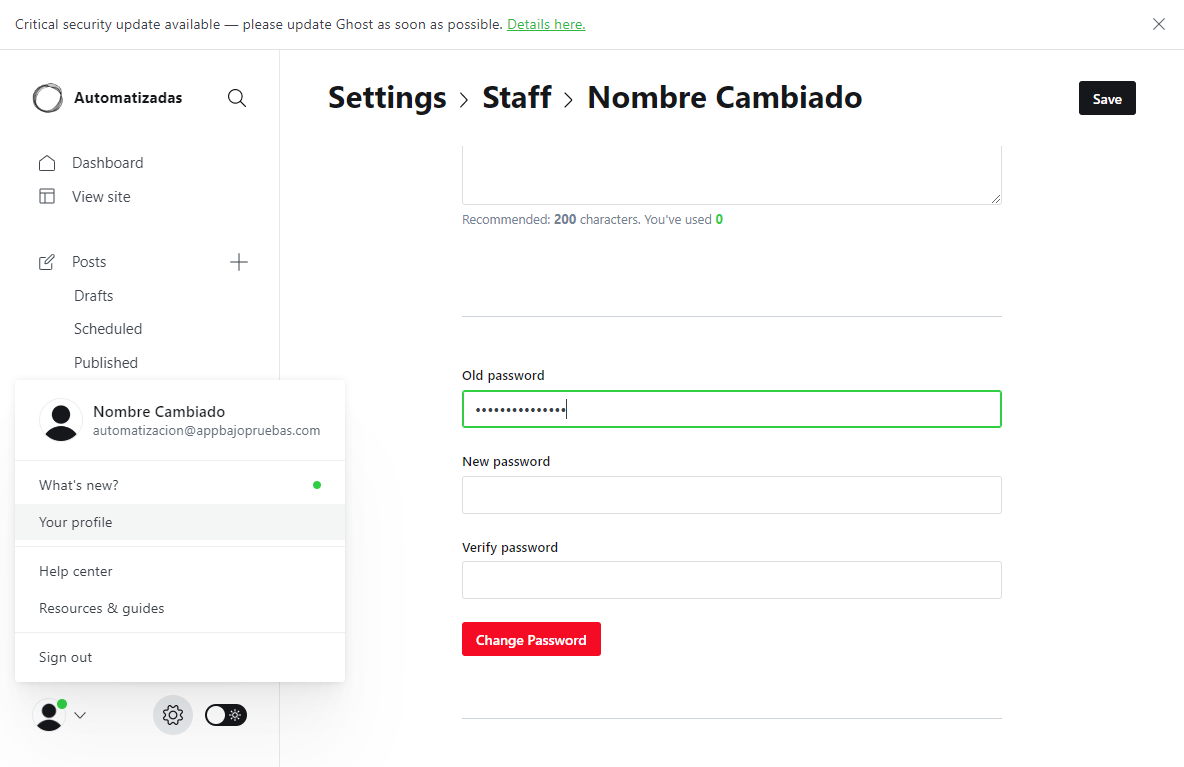 Critical security update available — please update Ghost as soon as possible. Details here.
Automatizadas
Settings > Staff > Nombre Cambiado
Save
Dashboard
View site
Recommended: 200 characters. You've used 0
Posts
Drafts
Scheduled
Published
Old password
•••••••••••••••
New password
Verify password
Change Password
Nombre Cambiado
automatizacion@appbajopruebas.com
What's new?
Your profile
Help center
Resources & guides
Sign out